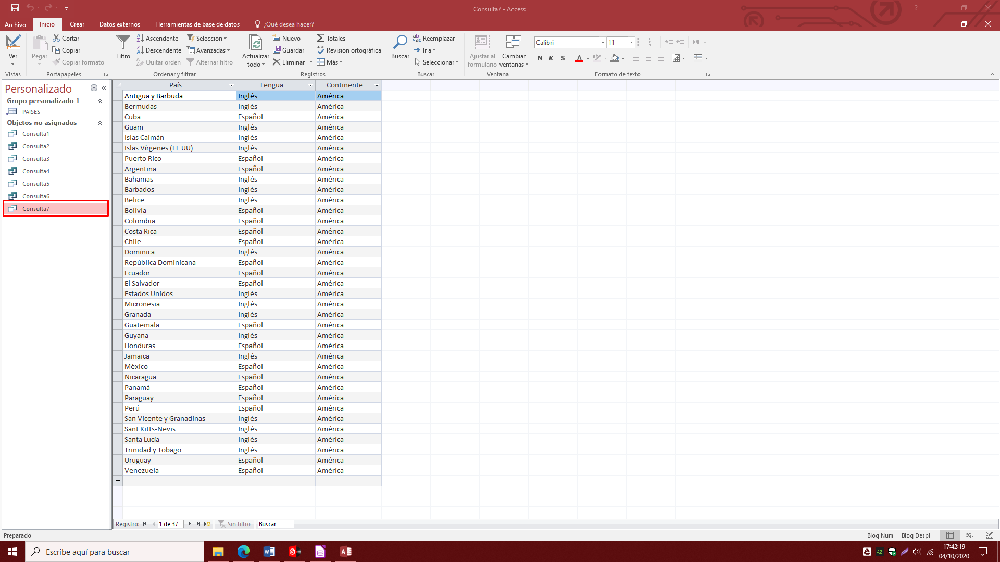 Consulta7 - Access
Archivo Inicio Crear Datos externos Herramientas de base de datos ¿Qué desea hacer?
Ver
Vistas
Pegar
Cortar
Copiar
Copiar formato
Portapapeles
Filtro
Ascendente
Descendente
Quitar orden
Selección
Avanzadas
Alternar filtro
Ordenar y filtrar
Actualizar
todo
Nuevo
Guardar
Eliminar
Totales
Revisión ortográfica
Más
Registros
Buscar
Reemplazar
Ir a
Seleccionar
Buscar
Ajustar al
formulario
Cambiar
ventanas
Ventana
Calibri 11
N K S
Formato de texto
Personalizado
Grupo personalizado 1
PAISES
Objetos no asignados
Consulta1
Consulta2
Consulta3
Consulta4
Consulta5
Consulta6
Consulta7
País Lengua Continente
Antigua y Barbuda Inglés América
Bermudas Inglés América
Cuba Español América
Guam Inglés América
Islas Caimán Inglés América
Islas Vírgenes (EE UU) Inglés América
Puerto Rico Español América
Argentina Español América
Bahamas Inglés América
Barbados Inglés América
Belice Inglés América
Bolivia Español América
Colombia Español América
Costa Rica Español América
Chile Español América
Dominica Inglés América
República Dominicana Español América
Ecuador Español América
El Salvador Español América
Estados Unidos Inglés América
Micronesia Inglés América
Granada Inglés América
Guatemala Español América
Guyana Inglés América
Honduras Español América
Jamaica Inglés América
México Español América
Nicaragua Español América
Panamá Español América
Paraguay Español América
Perú Español América
San Vicente y Granadinas Inglés América
Sant Kitts-Nevis Inglés América
Santa Lucía Inglés América
Trinidad y Tobago Inglés América
Uruguay Español América
Venezuela Español América
Registro: 1 de 37 Sin filtro Buscar
Preparado Bloq Num Bloq Despl SQL
Escribe aquí para buscar
17:42:19
04/10/2020